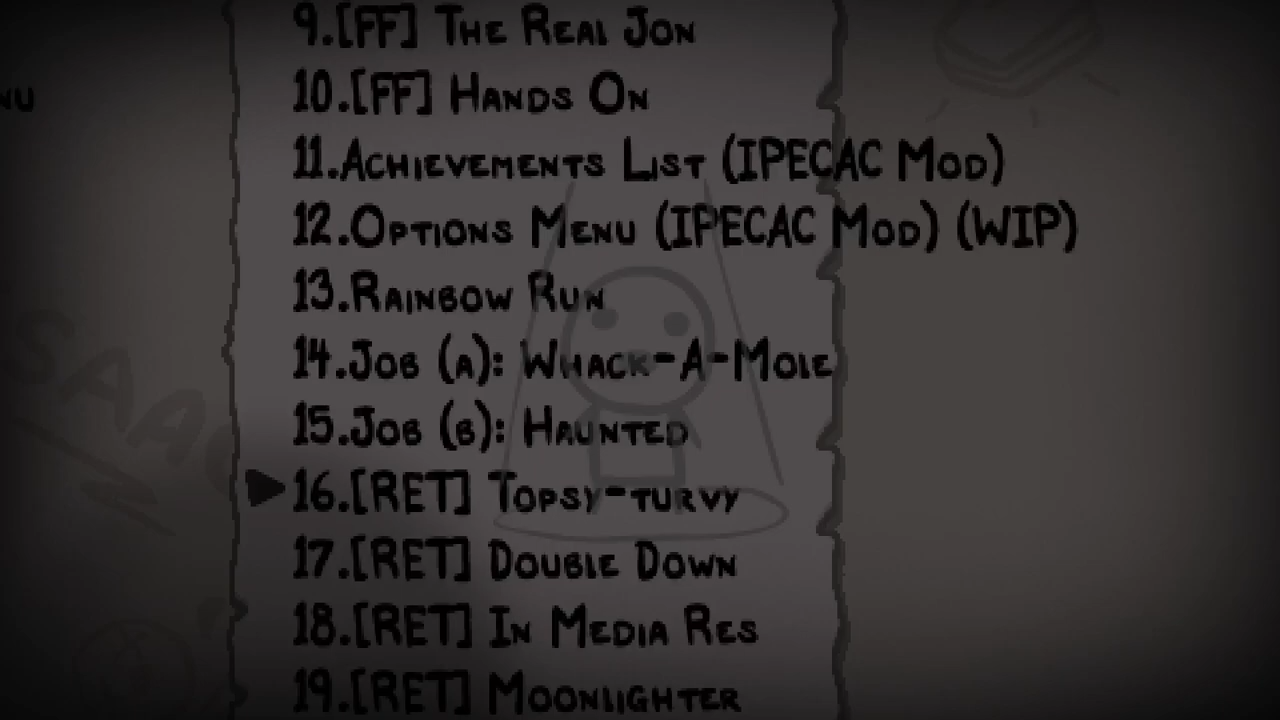 9.[FF] The Real Jon
NU
10.[FF] Hands On
11.Achievements List (IPECAC Mod)
12.Options Menu (IPECAC Mod) (WIP)
13.Rainbow Run
14.Job (a): Whack-A-Mole
15.Job (b): Haunted
SAAC
16.[RET] Topsy-turvy
17.[RET] Double Down
18.[RET] In Media Res
19.[RET] Moonlighter